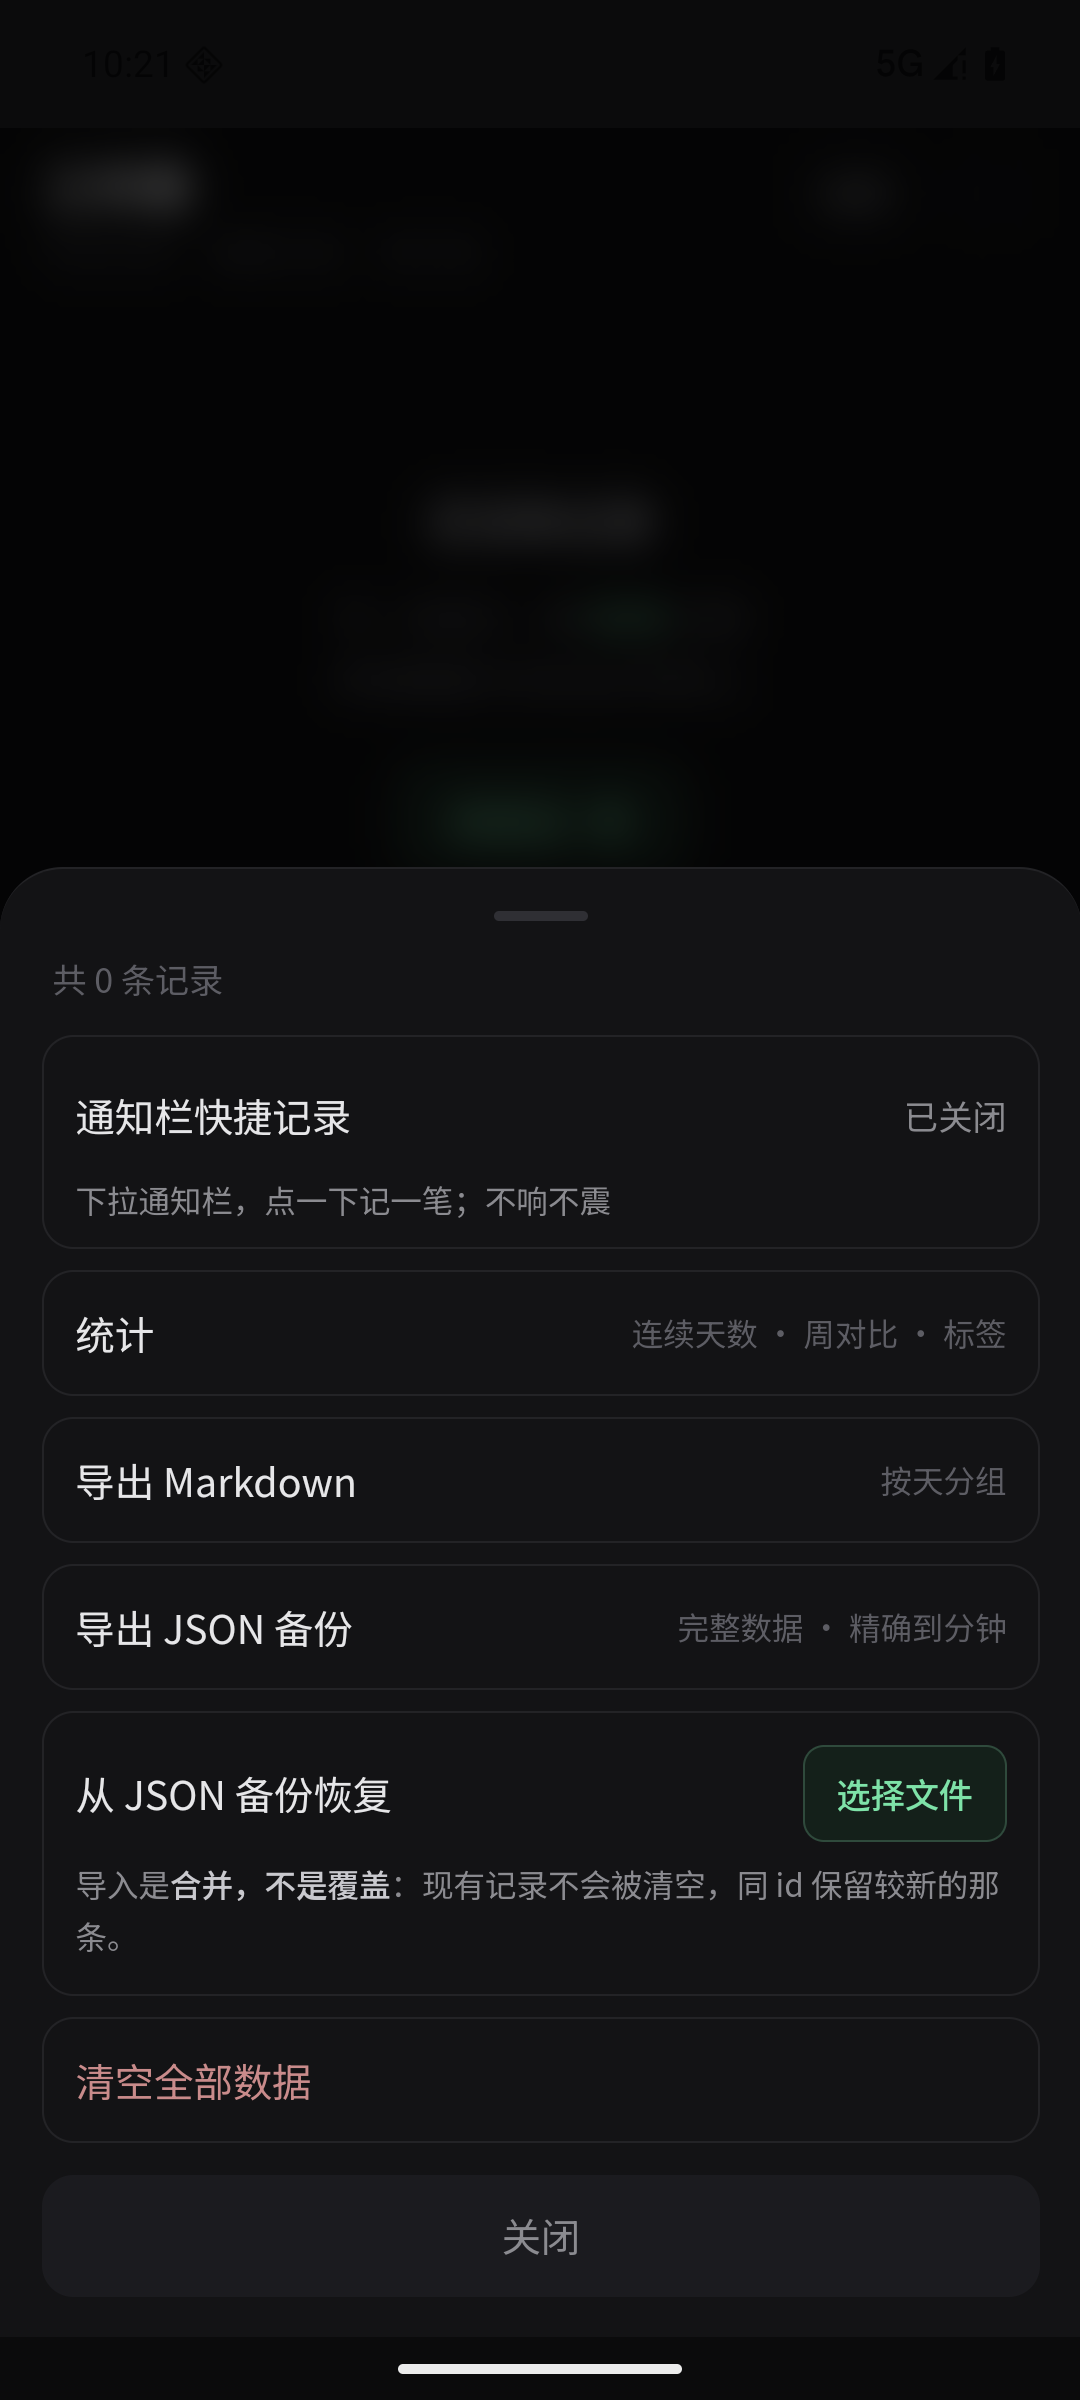 10:21
5G
共 0 条记录
通知栏快捷记录
已关闭
下拉通知栏，点一下记一笔；不响不震
统计
连续天数 · 周对比 · 标签
导出 Markdown
按天分组
导出 JSON 备份
完整数据 · 精确到分钟
从 JSON 备份恢复
选择文件
导入是合并，不是覆盖：现有记录不会被清空，同 id 保留较新的那
条。
清空全部数据
关闭